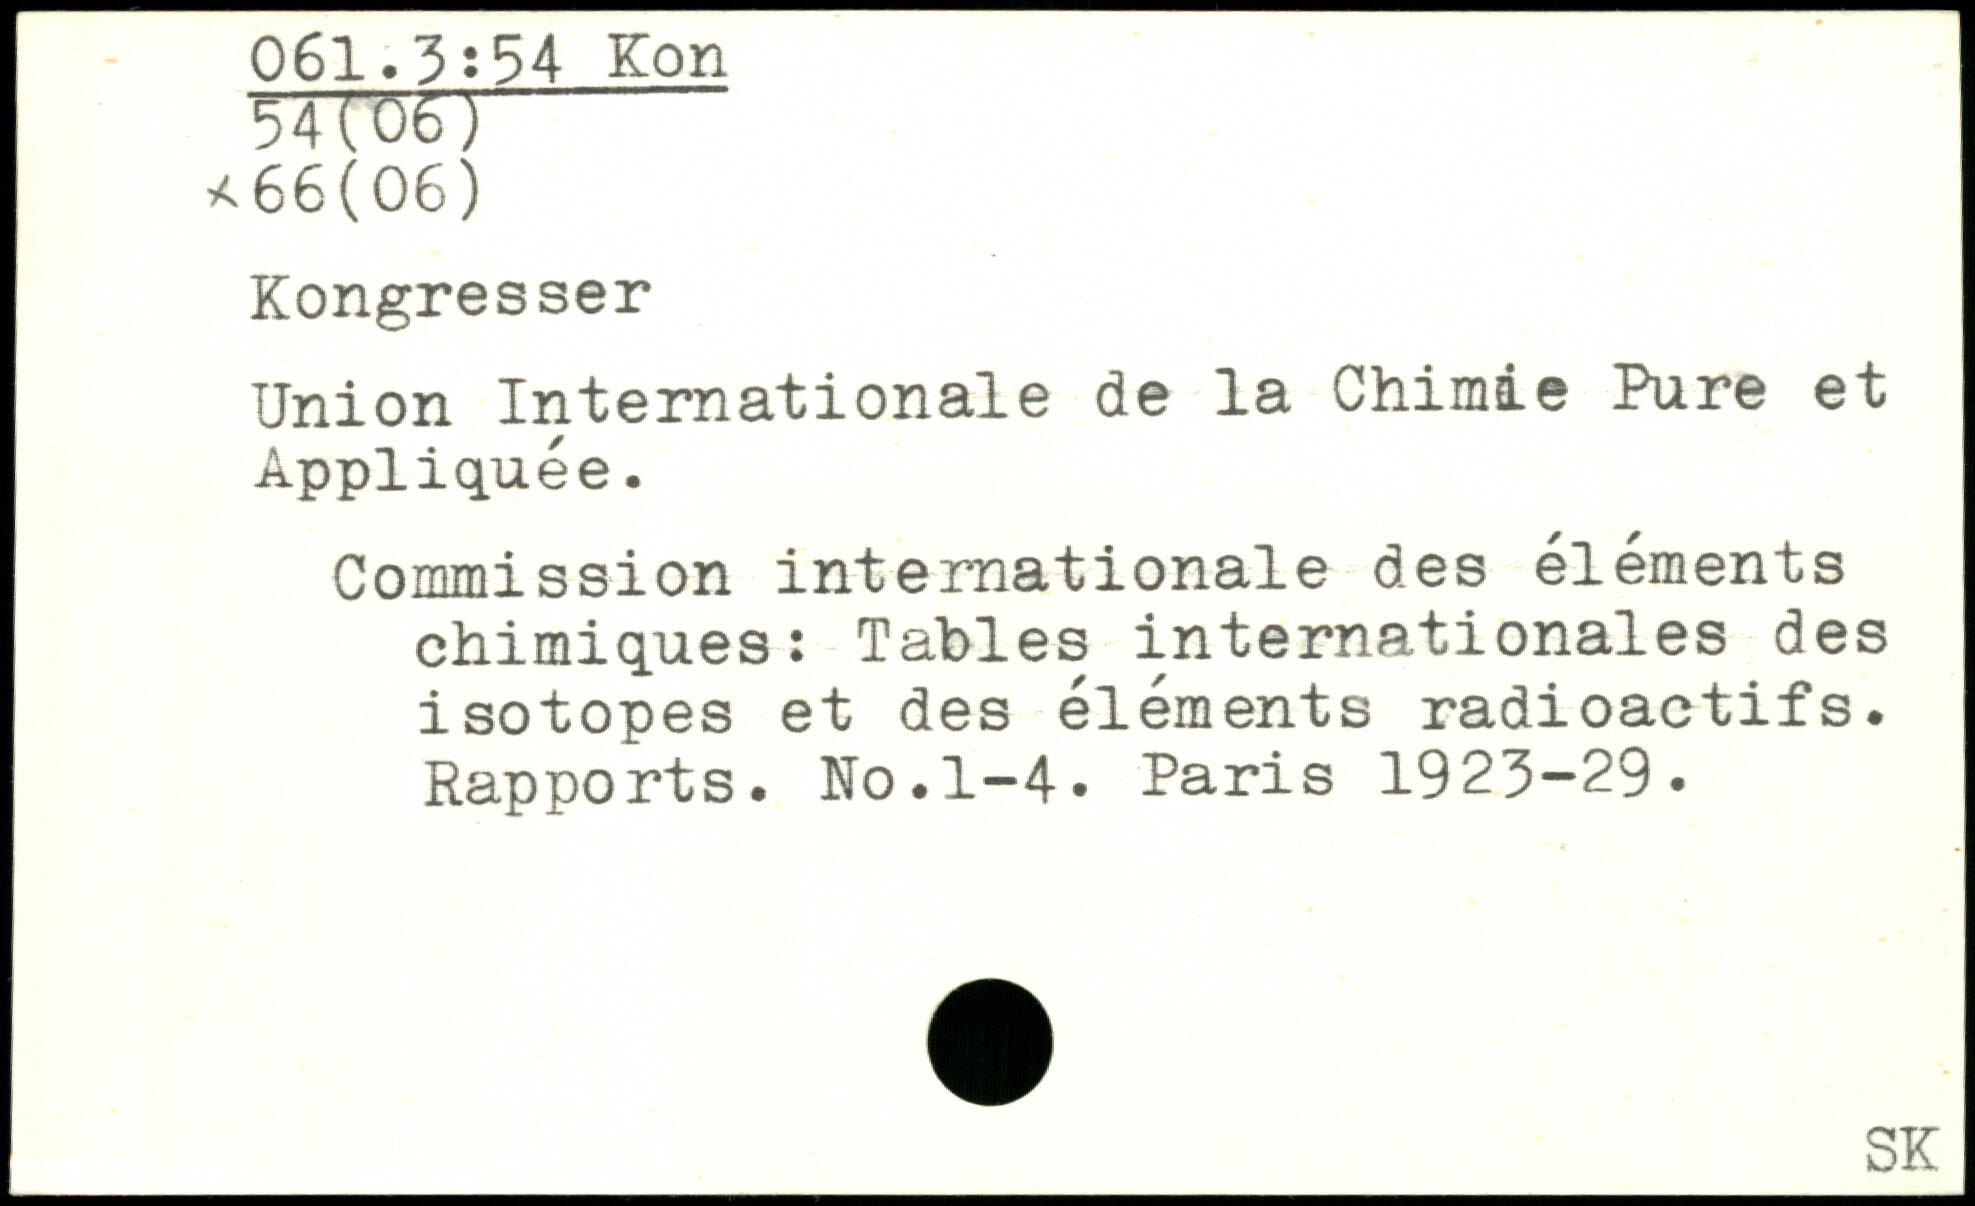 061.3:54 Kon
54(06)
×66(06)
Kongresser
Union Internationale de la Chimie Pure et
Appliquée.
Commission internationale des éléments
chimiques: Tables internationales des
isotopes et des éléments radioactifs.
Rapports. No.1-4. Paris 1923-29.
SK